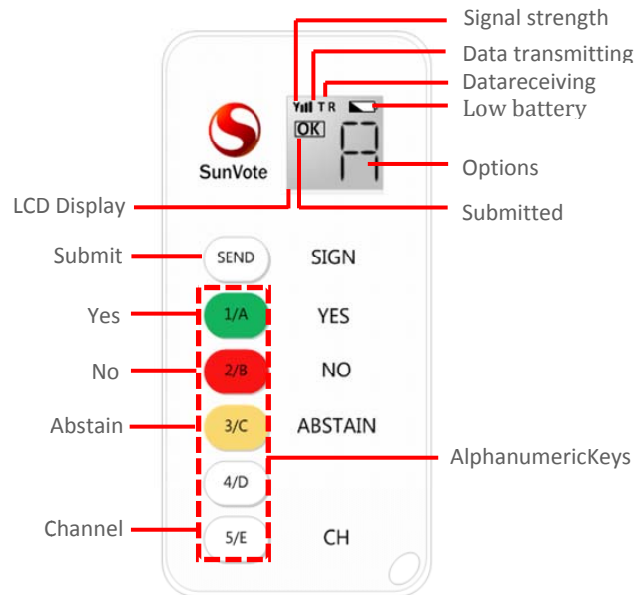 Signal strength
Data transmitting
Datareceiving
Low battery
T R
OK
A
Options
SunVote
LCD Display
Submitted
Submit
SEND
SIGN
Yes
1/A
YES
No
2/B
NO
Abstain
3/C
ABSTAIN
AlphanumericKeys
4/D
Channel
5/E
CH